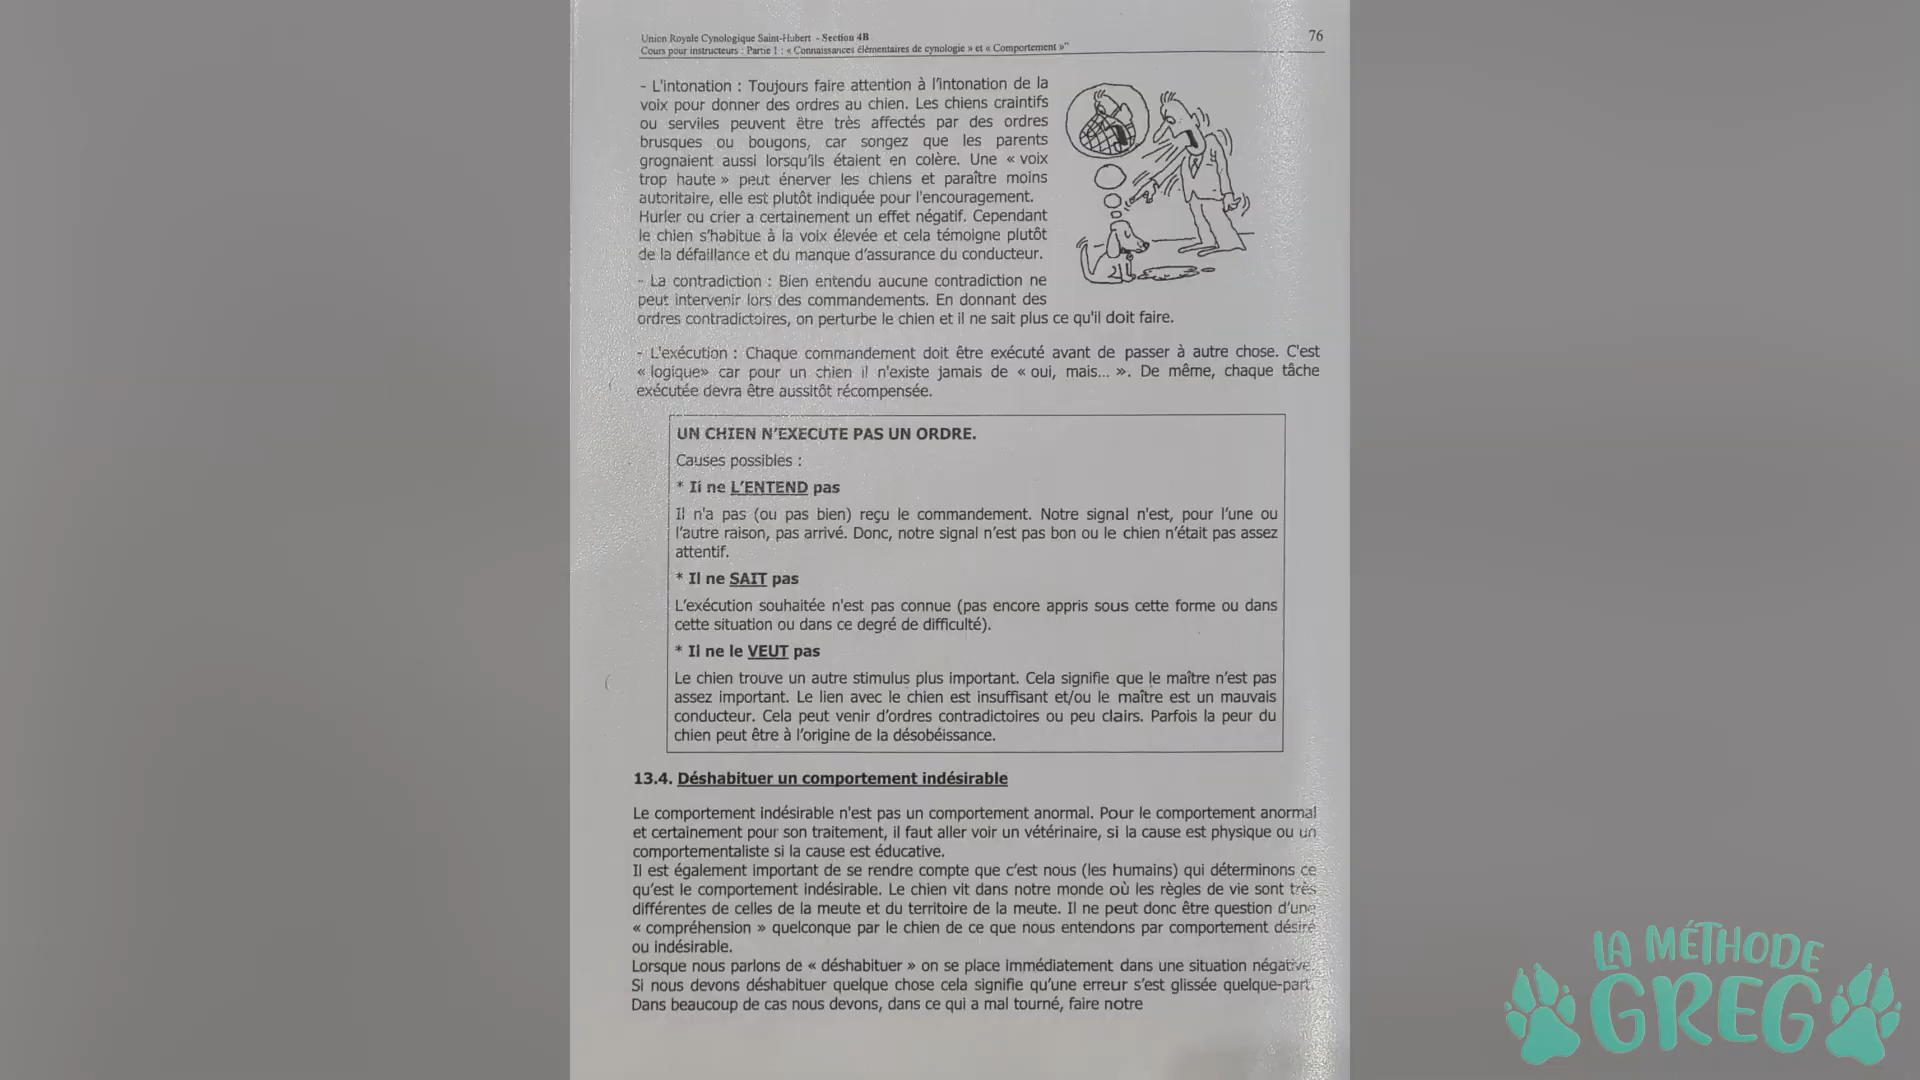 Union Royale Cynologique Saint-Hubert - Section 4B
Cours pour instructeurs : Partie 1 : « Connaissances élémentaires de cynologie » et « Comportement »"
76
- L'intonation : Toujours faire attention à l'intonation de la
voix pour donner des ordres au chien. Les chiens craintifs
ou serviles peuvent être très affectés par des ordres
brusques ou bougons, car songez que les parents
grognaient aussi lorsqu'ils étaient en colère. Une « voix
trop haute » peut énerver les chiens et paraître moins
autoritaire, elle est plutôt indiquée pour l'encouragement.
Hurler ou crier a certainement un effet négatif. Cependant
le chien s'habitue à la voix élevée et cela témoigne plutôt
de la défaillance et du manque d'assurance du conducteur.
- La contradiction : Bien entendu aucune contradiction ne
peut intervenir lors des commandements. En donnant des
ordres contradictoires, on perturbe le chien et il ne sait plus ce qu'il doit faire.
- L'exécution : Chaque commandement doit être exécuté avant de passer à autre chose. C'est
« logique» car pour un chien il n'existe jamais de « oui, mais... ». De même, chaque tâche
exécutée devra être aussitôt récompensée.
UN CHIEN N'EXECUTE PAS UN ORDRE.
Causes possibles :
* Il ne L'ENTEND pas
Il n'a pas (ou pas bien) reçu le commandement. Notre signal n'est, pour l'une ou
l'autre raison, pas arrivé. Donc, notre signal n'est pas bon ou le chien n'était pas assez
attentif.
* Il ne SAIT pas
L'exécution souhaitée n'est pas connue (pas encore appris sous cette forme ou dans
cette situation ou dans ce degré de difficulté).
* Il ne le VEUT pas
Le chien trouve un autre stimulus plus important. Cela signifie que le maître n'est pas
assez important. Le lien avec le chien est insuffisant et/ou le maître est un mauvais
conducteur. Cela peut venir d'ordres contradictoires ou peu clairs. Parfois la peur du
chien peut être à l'origine de la désobéissance.
13.4. Déshabituer un comportement indésirable
Le comportement indésirable n'est pas un comportement anormal. Pour le comportement anormal
et certainement pour son traitement, il faut aller voir un vétérinaire, si la cause est physique ou un
comportementaliste si la cause est éducative.
Il est également important de se rendre compte que c'est nous (les humains) qui déterminons ce
qu'est le comportement indésirable. Le chien vit dans notre monde où les règles de vie sont très
différentes de celles de la meute et du territoire de la meute. Il ne peut donc être question d'une
« compréhension » quelconque par le chien de ce que nous entendons par comportement désiré
ou indésirable.
Lorsque nous parlons de « déshabituer » on se place immédiatement dans une situation négative.
Si nous devons déshabituer quelque chose cela signifie qu'une erreur s'est glissée quelque-part.
Dans beaucoup de cas nous devons, dans ce qui a mal tourné, faire notre
LA MÉTHODE
GREG